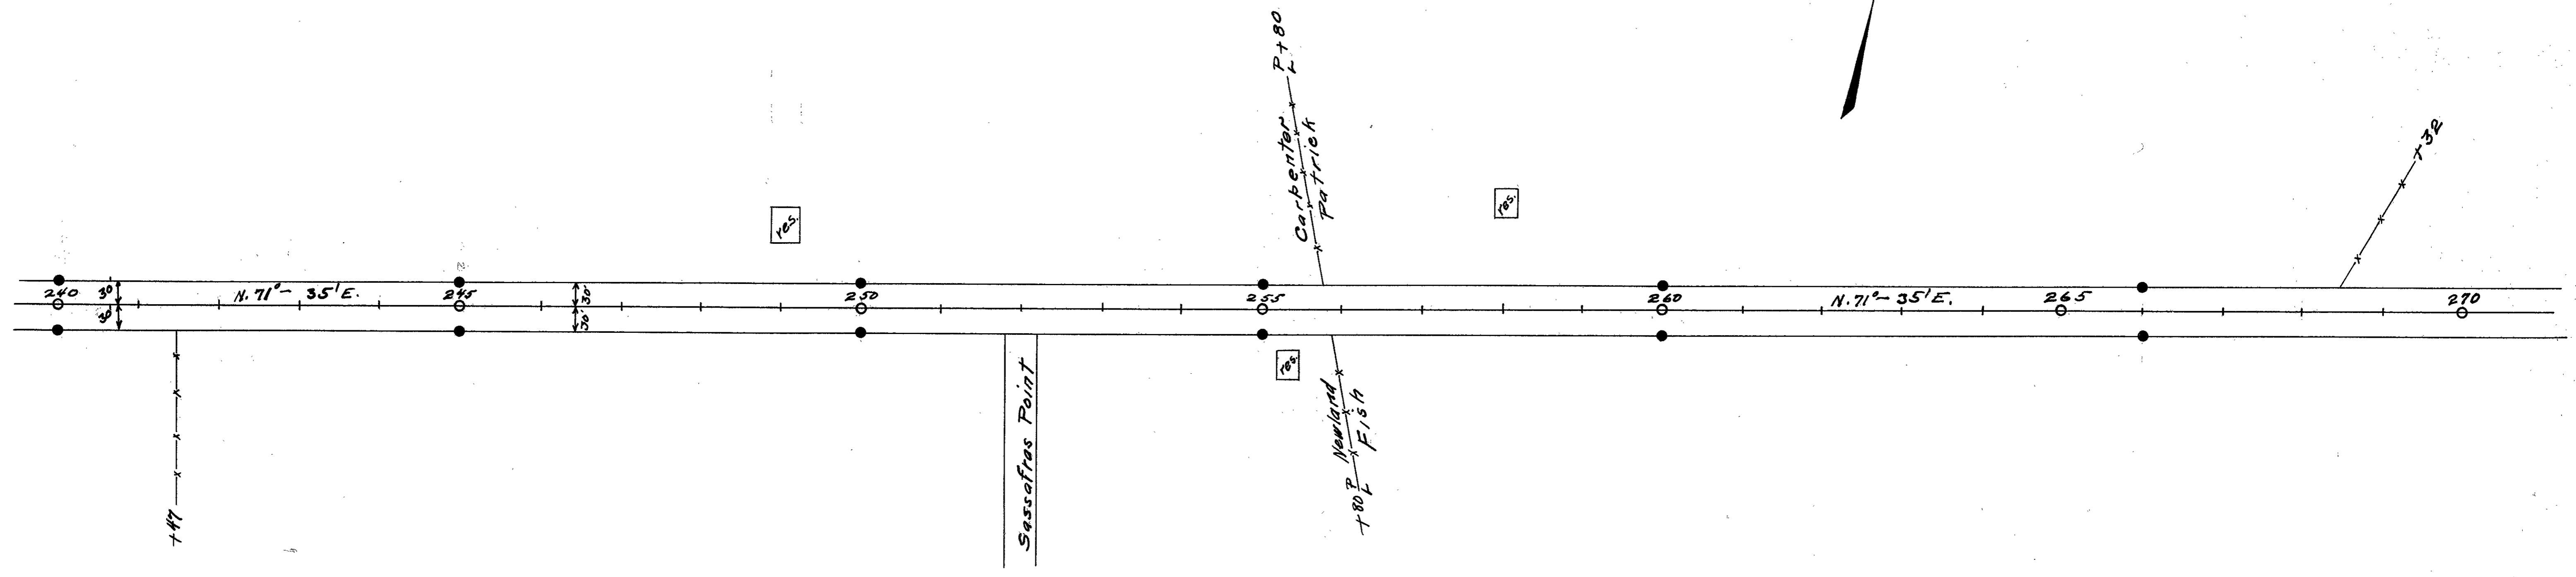 P/L +80
Carpenter
Patrick
+32
res.
res.
240
30'
N. 71°- 35' E.
245
30'
250
255
260
N. 71°- 35' E.
265
270
30'
30'
res.
+47
Sassafras Point
Newland
Fish
+80 P/L